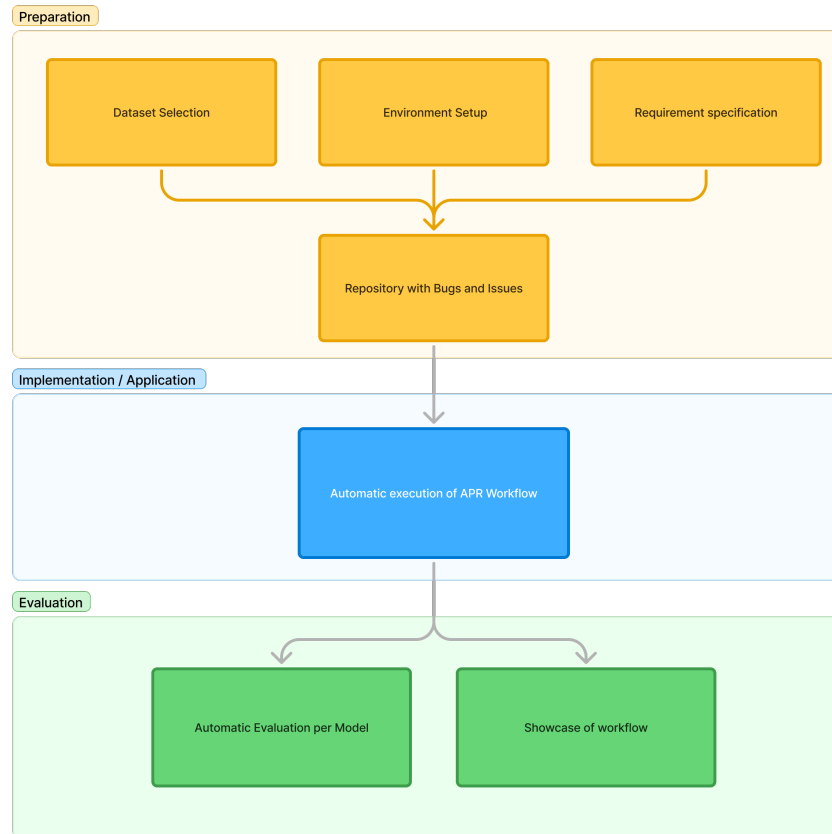 Preparation
Dataset Selection
Environment Setup
Requirement specification
Repository with Bugs and Issues
Implementation / Application
Automatic execution of APR Workflow
Evaluation
Automatic Evaluation per Model
Showcase of workflow